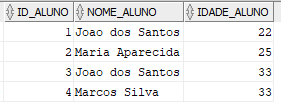 ID_ALUNO NOME_ALUNO IDADE_ALUNO
1 Joao dos Santos 22
2 Maria Aparecida 25
3 Joao dos Santos 33
4 Marcos Silva 33